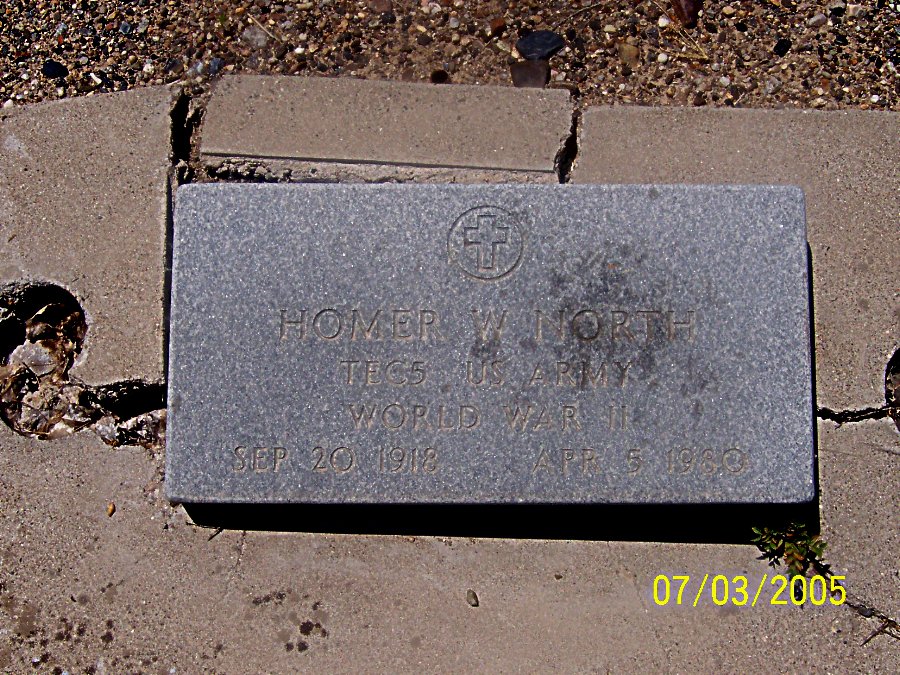 HOMER W NORTH
TEC5 US ARMY
WORLD WAR II
SEP 20 1918 APR 5 1980
07/03/2005